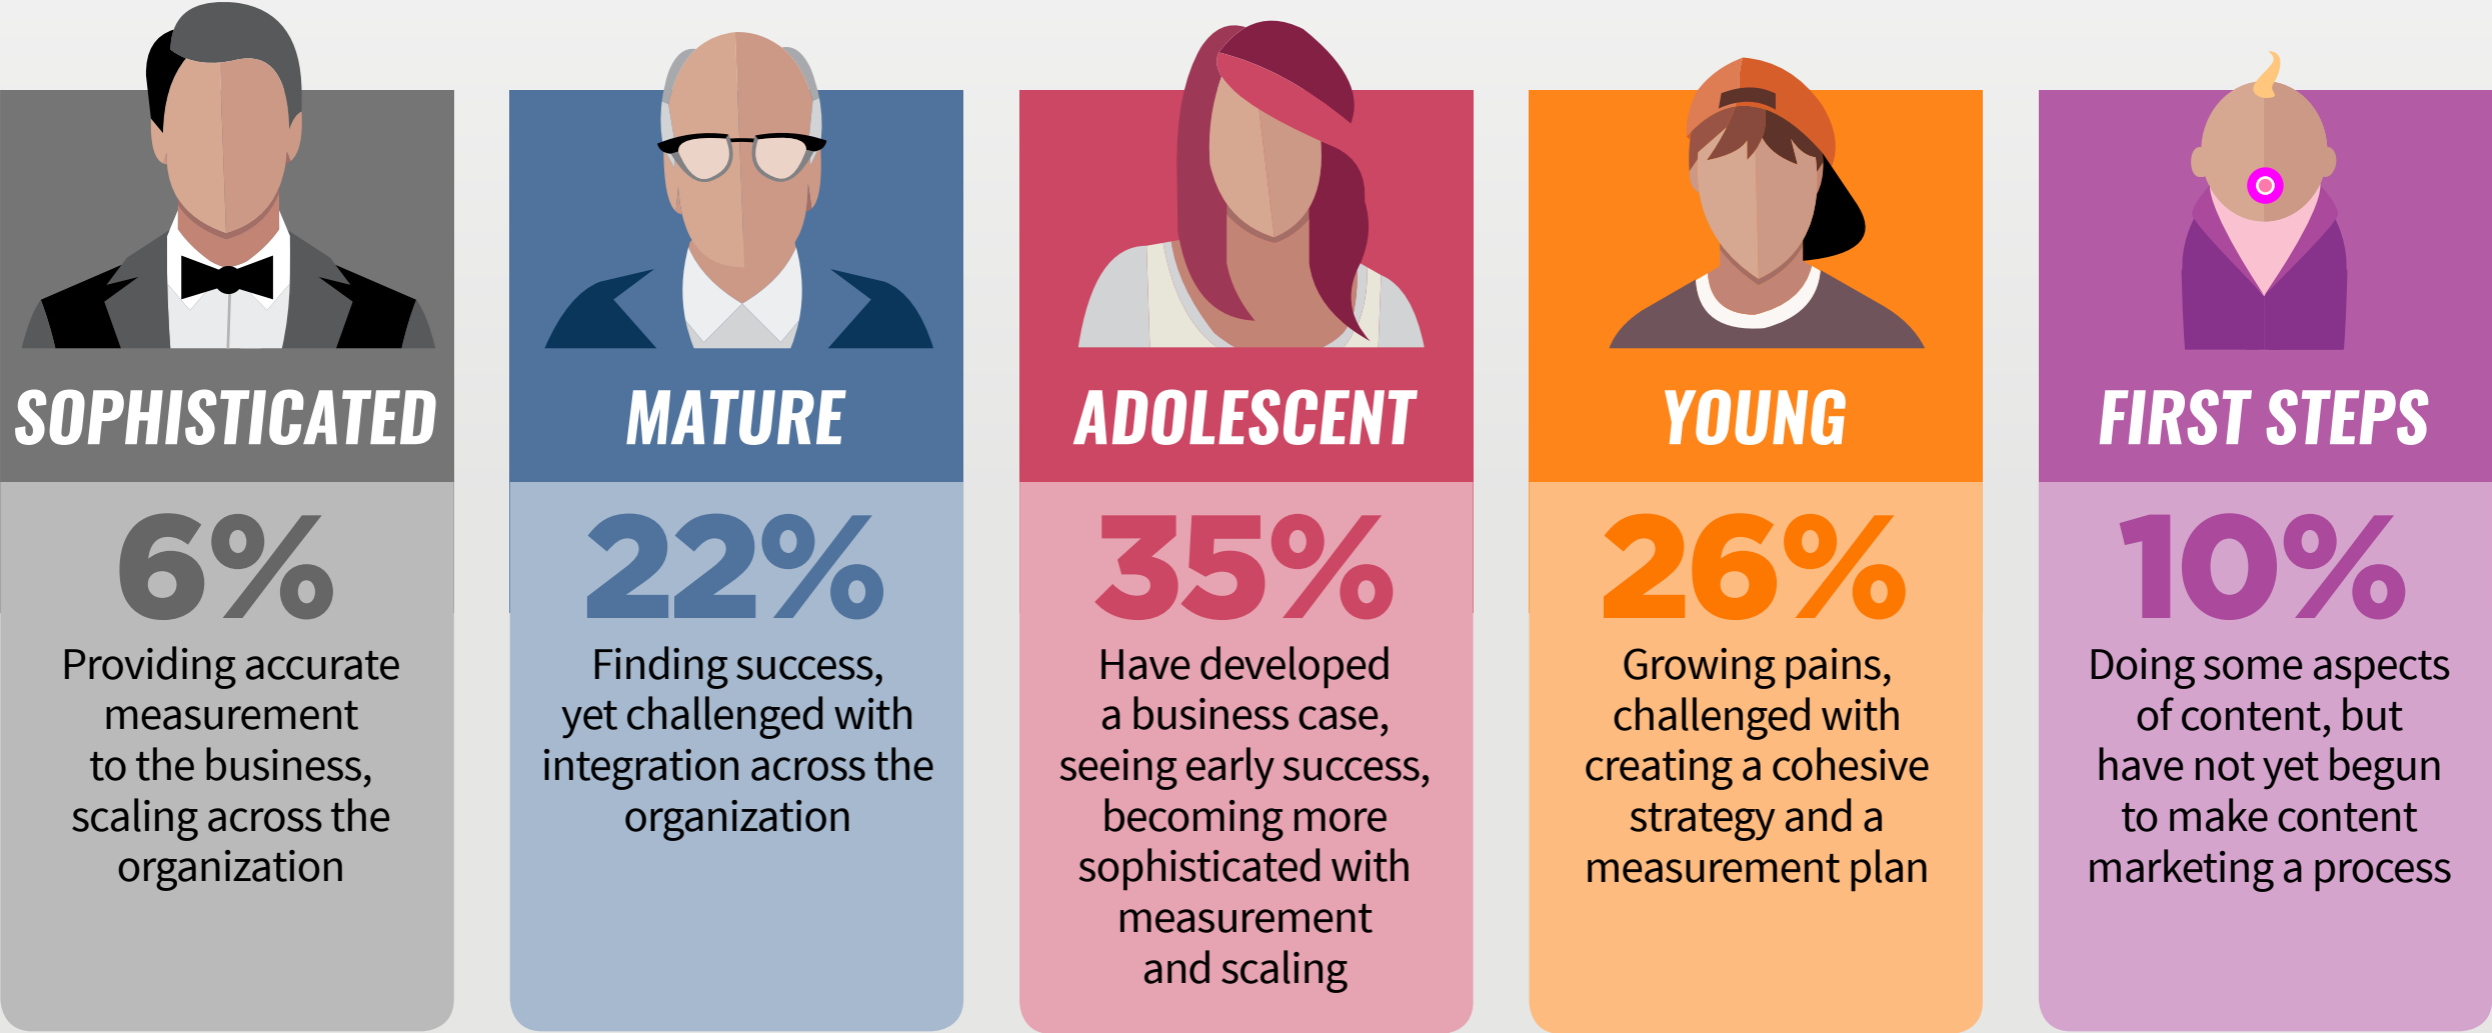 SOPHISTICATED
6%
Providing accurate
measurement
to the business,
scaling across the
organization
MATURE
22%
Finding success,
yet challenged with
integration across the
organization
ADOLESCENT
35%
Have developed
a business case,
seeing early success,
becoming more
sophisticated with
measurement
and scaling
YOUNG
26%
Growing pains,
challenged with
creating a cohesive
strategy and a
measurement plan
FIRST STEPS
10%
Doing some aspects
of content, but
have not yet begun
to make content
marketing a process